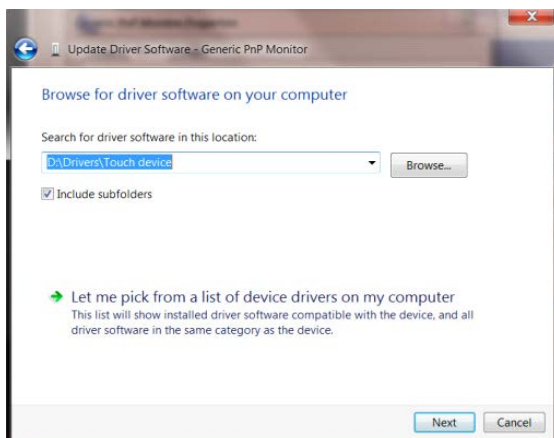 Update Driver Software - Generic PnP Monitor
Browse for driver software on your computer
Search for driver software in this location:
D:\Drivers\Touch device
Browse...
Include subfolders
Let me pick from a list of device drivers on my computer
This list will show installed driver software compatible with the device, and all
driver software in the same category as the device.
Next
Cancel